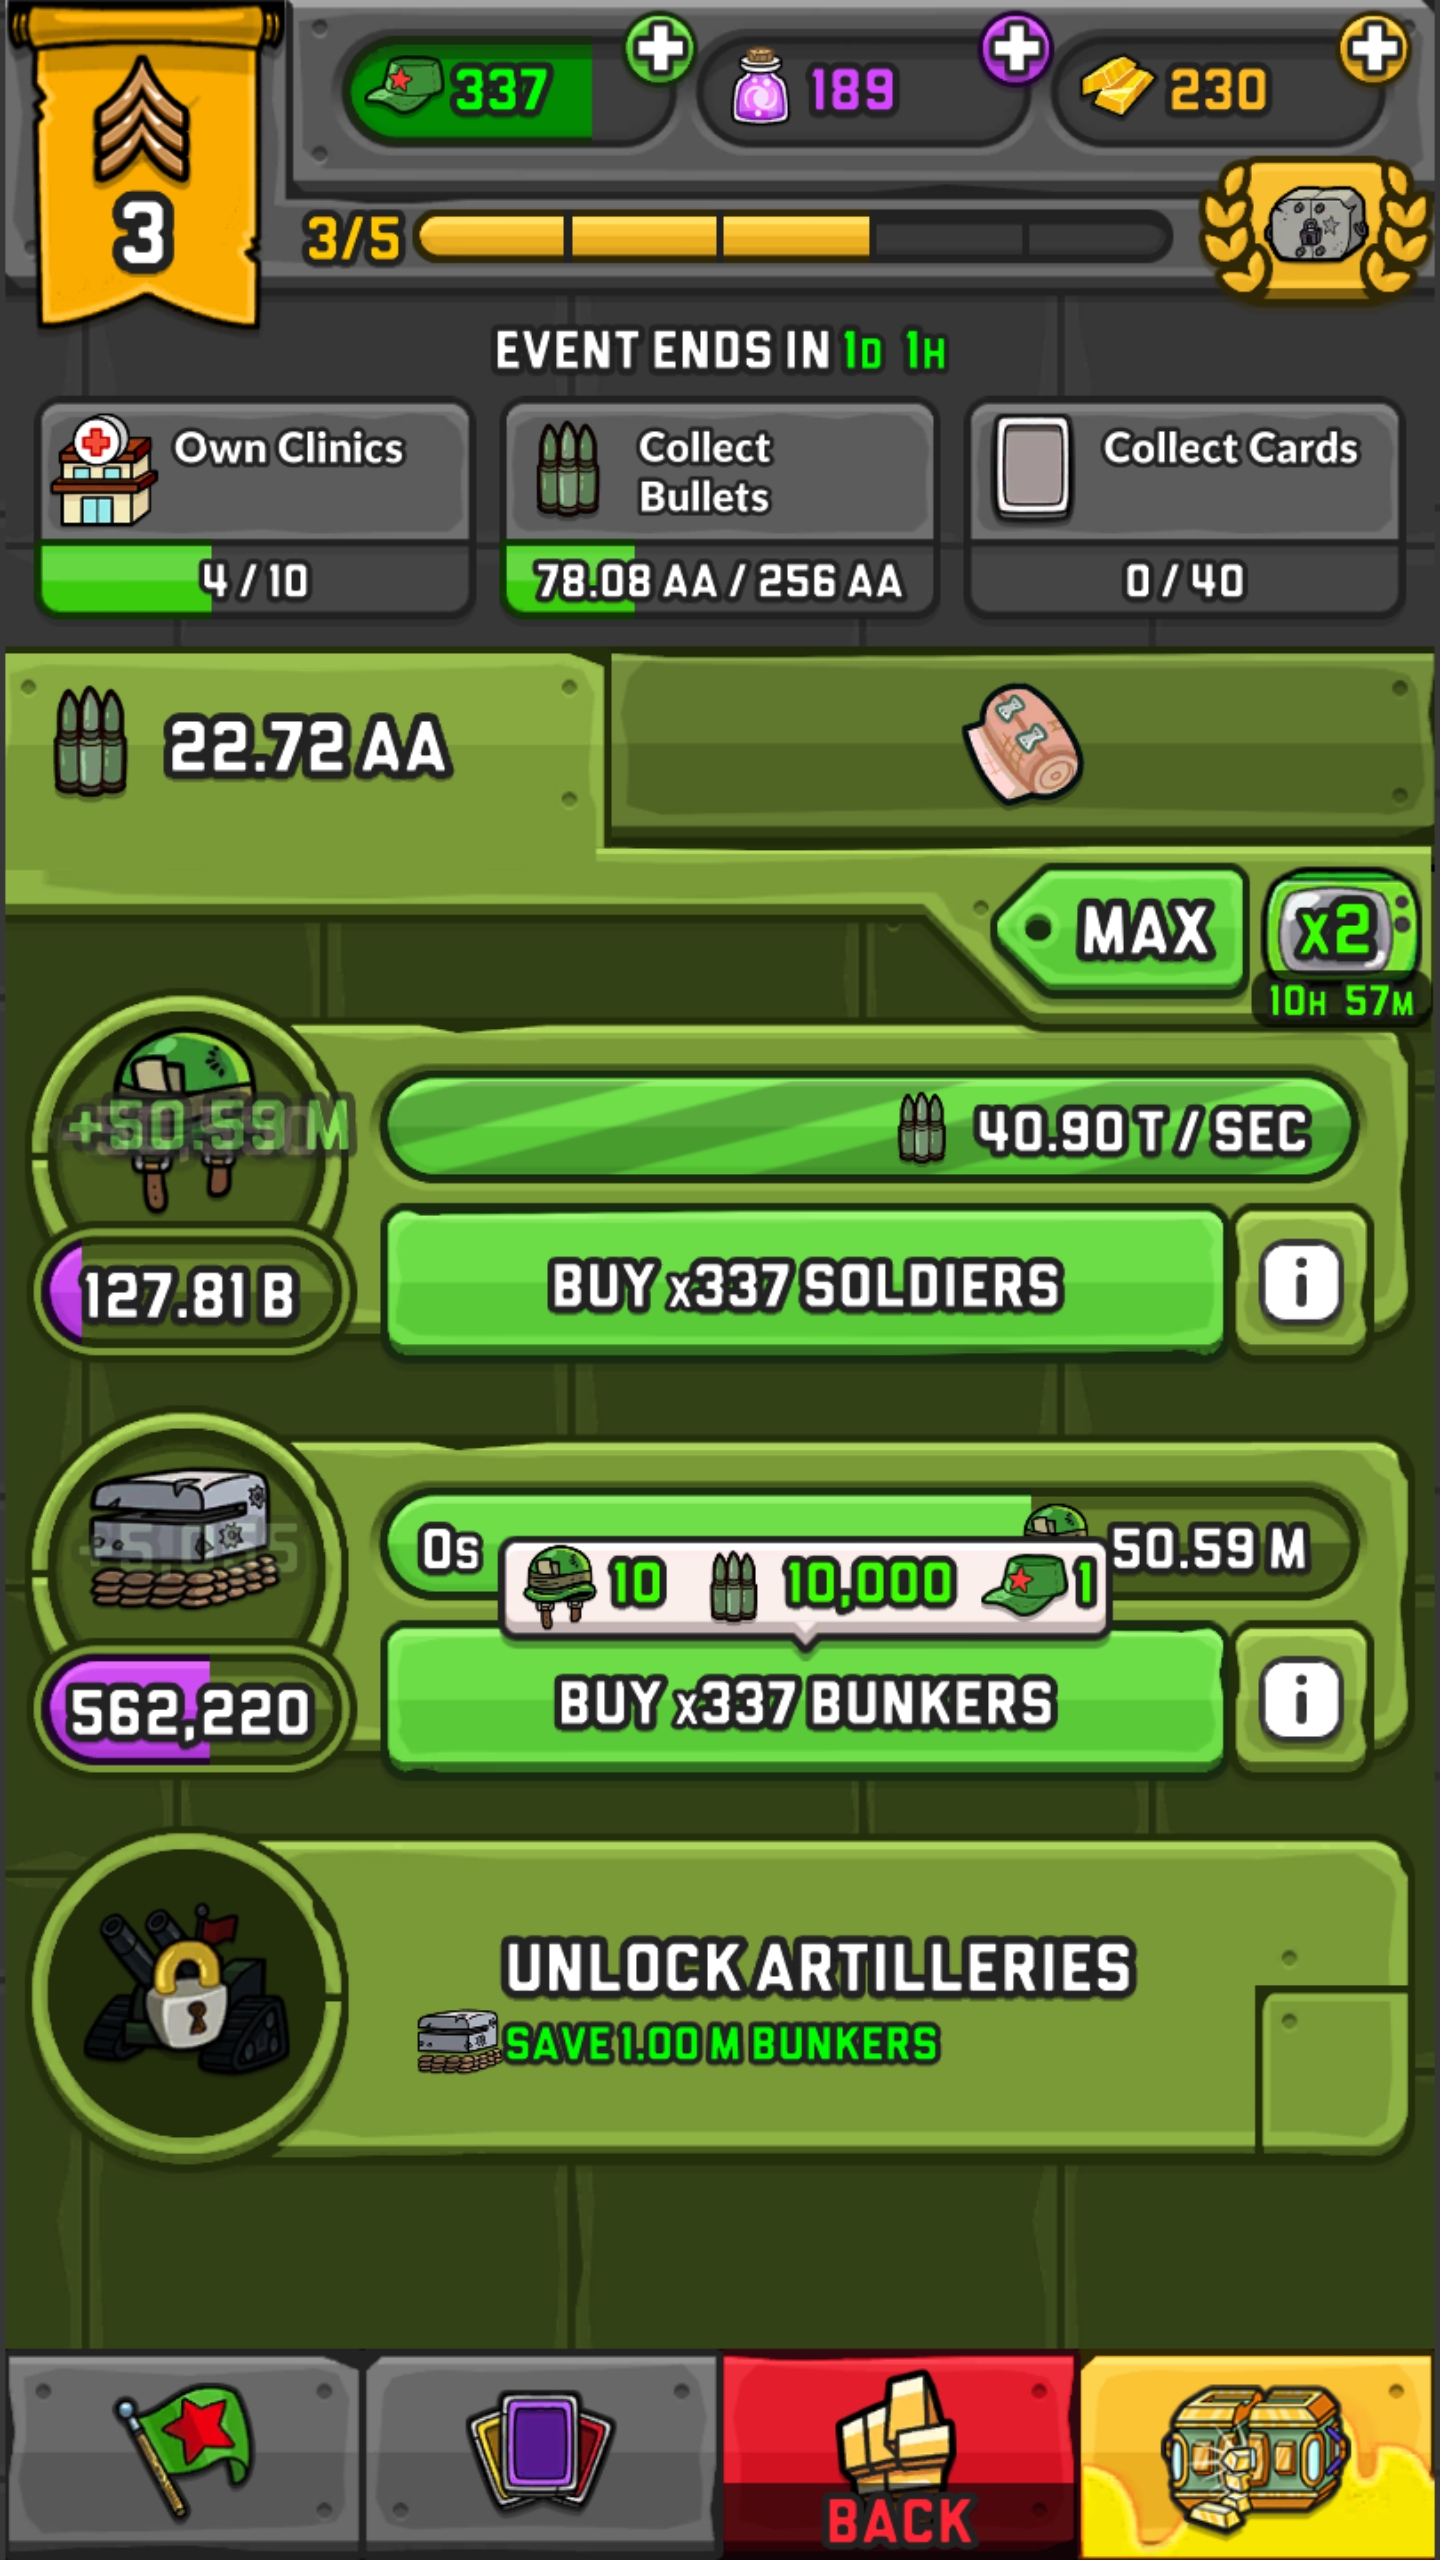 337
189
230
3
3/5
EVENT ENDS IN 1D 1H
Own Clinics
4 / 10
Collect
Bullets
78.08 AA / 256 AA
Collect Cards
0 / 40
22.72 AA
MAX
x2
10H 57M
+50.59 M
40.90 T / SEC
127.81 B
BUY x337 SOLDIERS
i
0s
50.59 M
10
10,000
1
562,220
BUY x337 BUNKERS
i
UNLOCK ARTILLERIES
SAVE 1.00 M BUNKERS
BACK